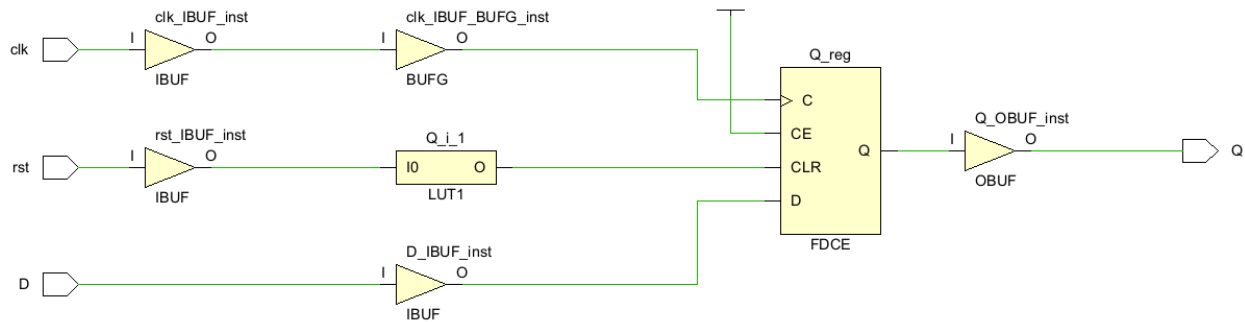 clk_IBUF_inst
clk_IBUF_BUFG_inst
clk
I
O
I
O
IBUF
BUFG
Q_reg
C
CE
CLR
D
Q
FDCE
rst_IBUF_inst
rst
I
O
IBUF
Q_i_1
I0
O
LUT1
Q_OBUF_inst
I
O
OBUF
Q
D_IBUF_inst
D
I
O
IBUF